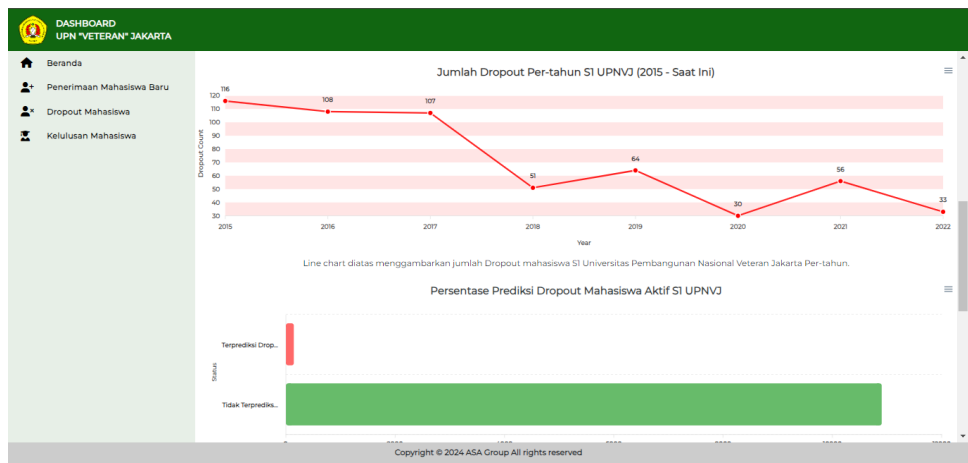 DASHBOARD
UPN "VETERAN" JAKARTA
Beranda
Penerimaan Mahasiswa Baru
Dropout Mahasiswa
Kelulusan Mahasiswa
Jumlah Dropout Per-tahun S1 UPNVJ (2015 - Saat Ini)
120
110
100
90
80
70
60
50
40
30
Dropout Count
116
108
107
51
64
30
56
33
2015
2016
2017
2018
2019
2020
2021
2022
Year
Line chart diatas menggambarkan jumlah Dropout mahasiswa S1 Universitas Pembangunan Nasional Veteran Jakarta Per-tahun.
Persentase Prediksi Dropout Mahasiswa Aktif S1 UPNVJ
Status
Terprediksi Drop...
Tidak Terprediks...
Copyright © 2024 ASA Group All rights reserved